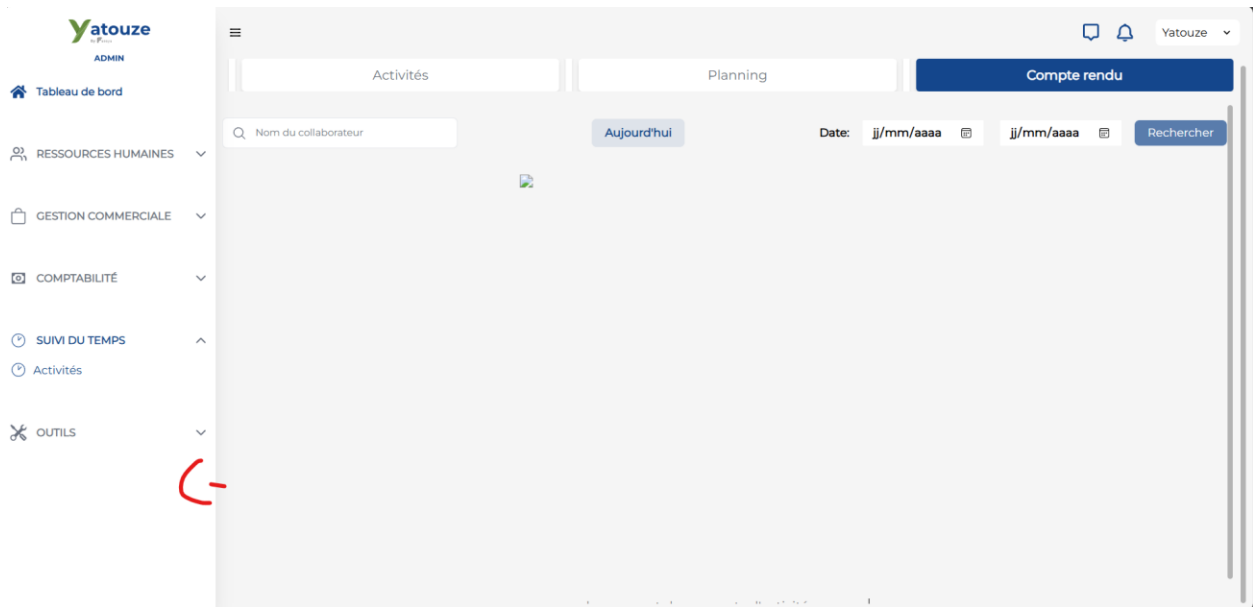 Yatouze
ADMIN
Tableau de bord
RESSOURCES HUMAINES
GESTION COMMERCIALE
COMPTABILITÉ
SUIVI DU TEMPS
Activités
OUTILS
Yatouze
Activités Planning Compte rendu
Nom du collaborateur Aujourd'hui Date: jj/mm/aaaa jj/mm/aaaa Rechercher